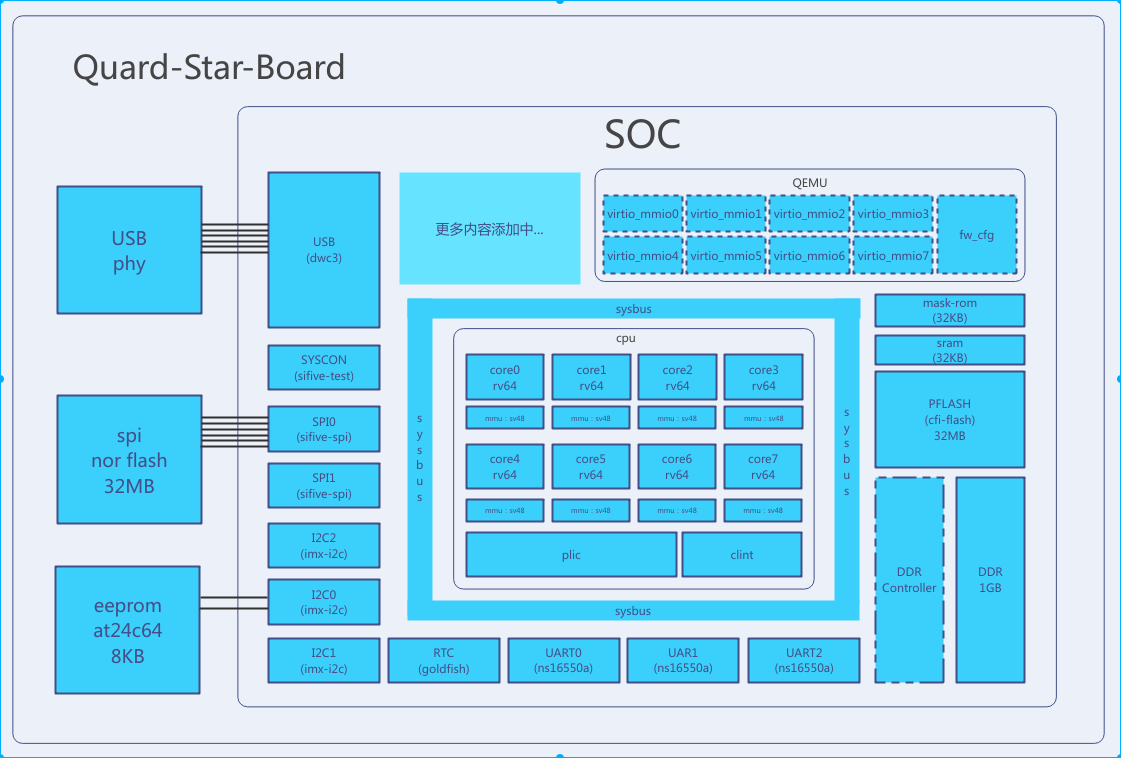 Quard-Star-Board
SOC
USB
phy
USB
(dwc3)
更多内容添加中...
QEMU
virtio_mmio0
virtio_mmio1
virtio_mmio2
virtio_mmio3
fw_cfg
virtio_mmio4
virtio_mmio5
virtio_mmio6
virtio_mmio7
SYSCON
(sifive-test)
spi
nor flash
32MB
SPI0
(sifive-spi)
SPI1
(sifive-spi)
I2C2
(imx-i2c)
eeprom
at24c64
8KB
I2C0
(imx-i2c)
I2C1
(imx-i2c)
sysbus
s
y
s
b
u
s
cpu
core0
rv64
core1
rv64
core2
rv64
core3
rv64
mmu : sv48
mmu : sv48
mmu : sv48
mmu : sv48
core4
rv64
core5
rv64
core6
rv64
core7
rv64
mmu : sv48
mmu : sv48
mmu : sv48
mmu : sv48
plic
clint
s
y
s
b
u
s
sysbus
mask-rom
(32KB)
sram
(32KB)
PFLASH
(cfi-flash)
32MB
DDR
Controller
DDR
1GB
RTC
(goldfish)
UART0
(ns16550a)
UAR1
(ns16550a)
UART2
(ns16550a)